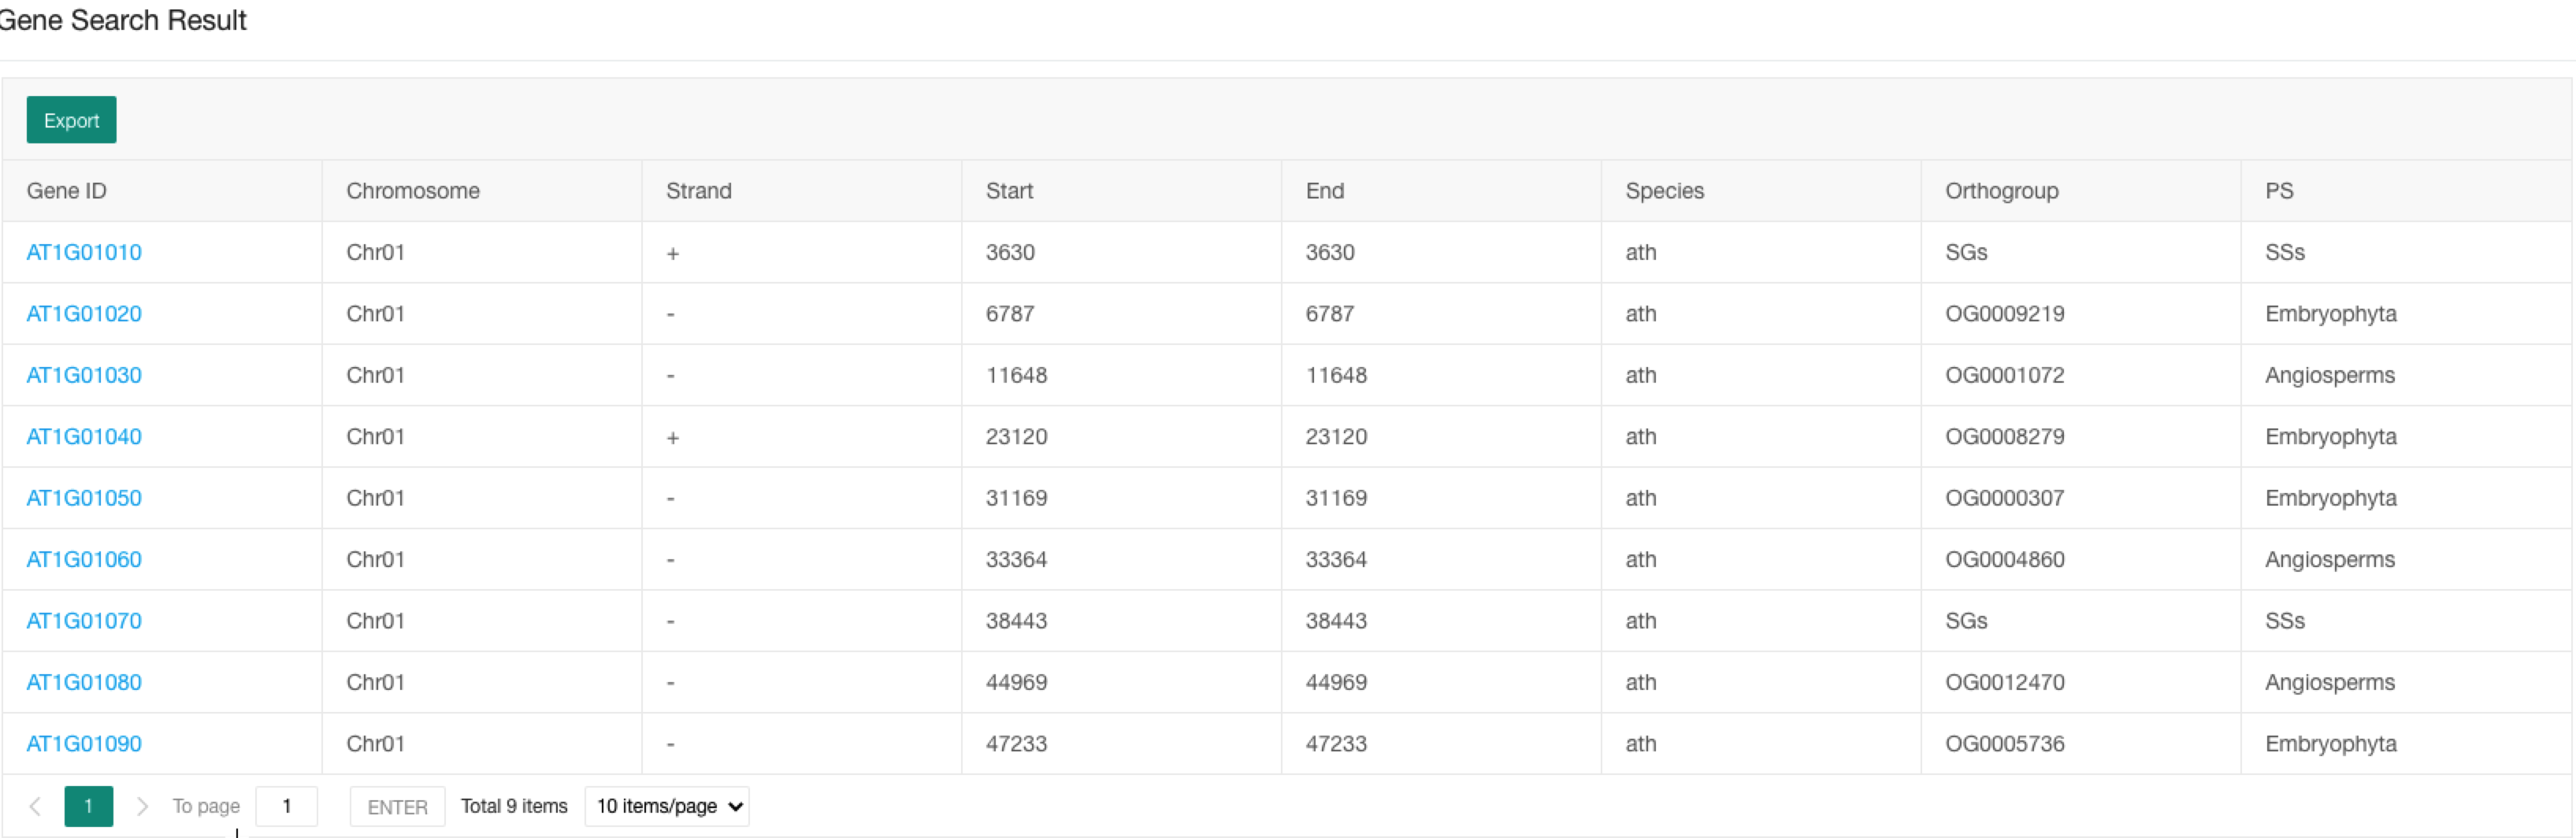 Gene Search Result
Export
Gene ID Chromosome Strand Start End Species Orthogroup PS
AT1G01010 Chr01 + 3630 3630 ath SGs SSs
AT1G01020 Chr01 - 6787 6787 ath OG0009219 Embryophyta
AT1G01030 Chr01 - 11648 11648 ath OG0001072 Angiosperms
AT1G01040 Chr01 + 23120 23120 ath OG0008279 Embryophyta
AT1G01050 Chr01 - 31169 31169 ath OG0000307 Embryophyta
AT1G01060 Chr01 - 33364 33364 ath OG0004860 Angiosperms
AT1G01070 Chr01 - 38443 38443 ath SGs SSs
AT1G01080 Chr01 - 44969 44969 ath OG0012470 Angiosperms
AT1G01090 Chr01 - 47233 47233 ath OG0005736 Embryophyta
1 To page 1 ENTER Total 9 items 10 items/page